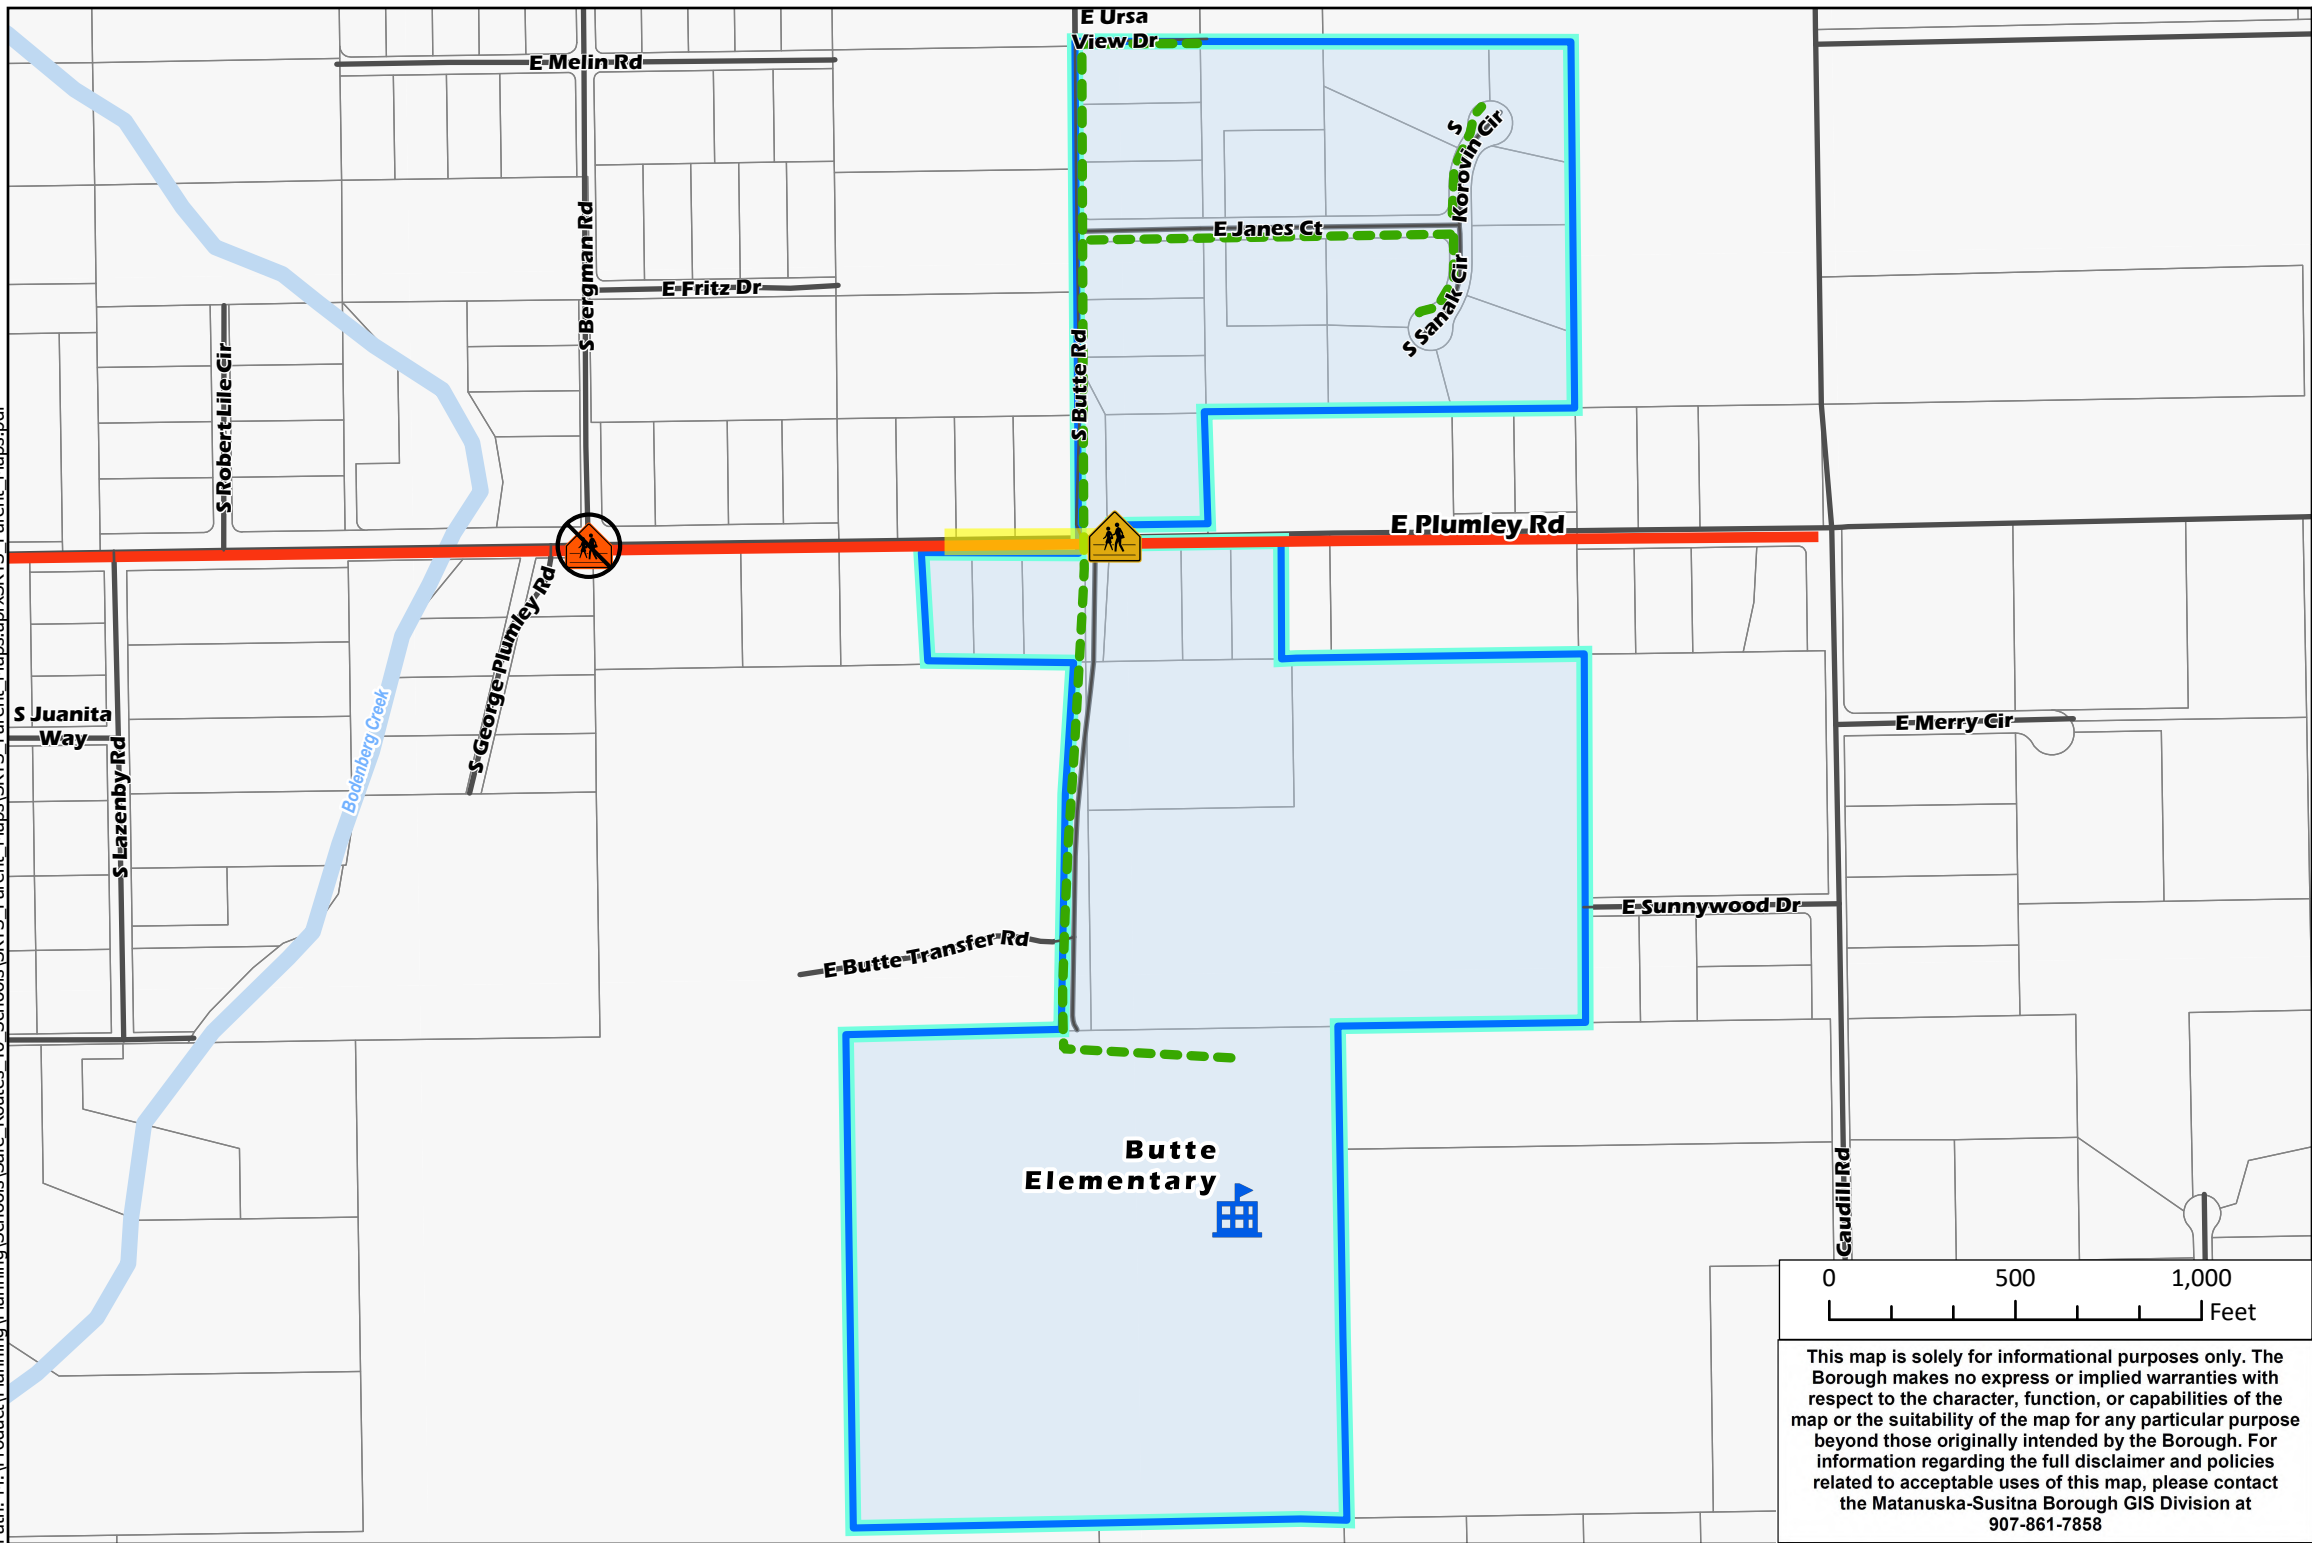 E Ursa
View Dr
E Melin Rd
S
Korovin
Cir
S Bergman Rd
E Janes Ct
E Fritz Dr
S Sanak Cir
S Robert Lile Cir
S Butte Rd
E Plumley Rd
S George Plumley Rd
S Juanita
Way
Bodenberg Creek
S Lazenby Rd
E Merry Cir
E Sunnywood Dr
E Butte Transfer Rd
Butte
Elementary
Caudill Rd
0 500 1,000
Feet
This map is solely for informational purposes only. The
Borough makes no express or implied warranties with
respect to the character, function, or capabilities of the
map or the suitability of the map for any particular purpose
beyond those originally intended by the Borough. For
information regarding the full disclaimer and policies
related to acceptable uses of this map, please contact
the Matanuska-Susitna Borough GIS Division at
907-861-7858